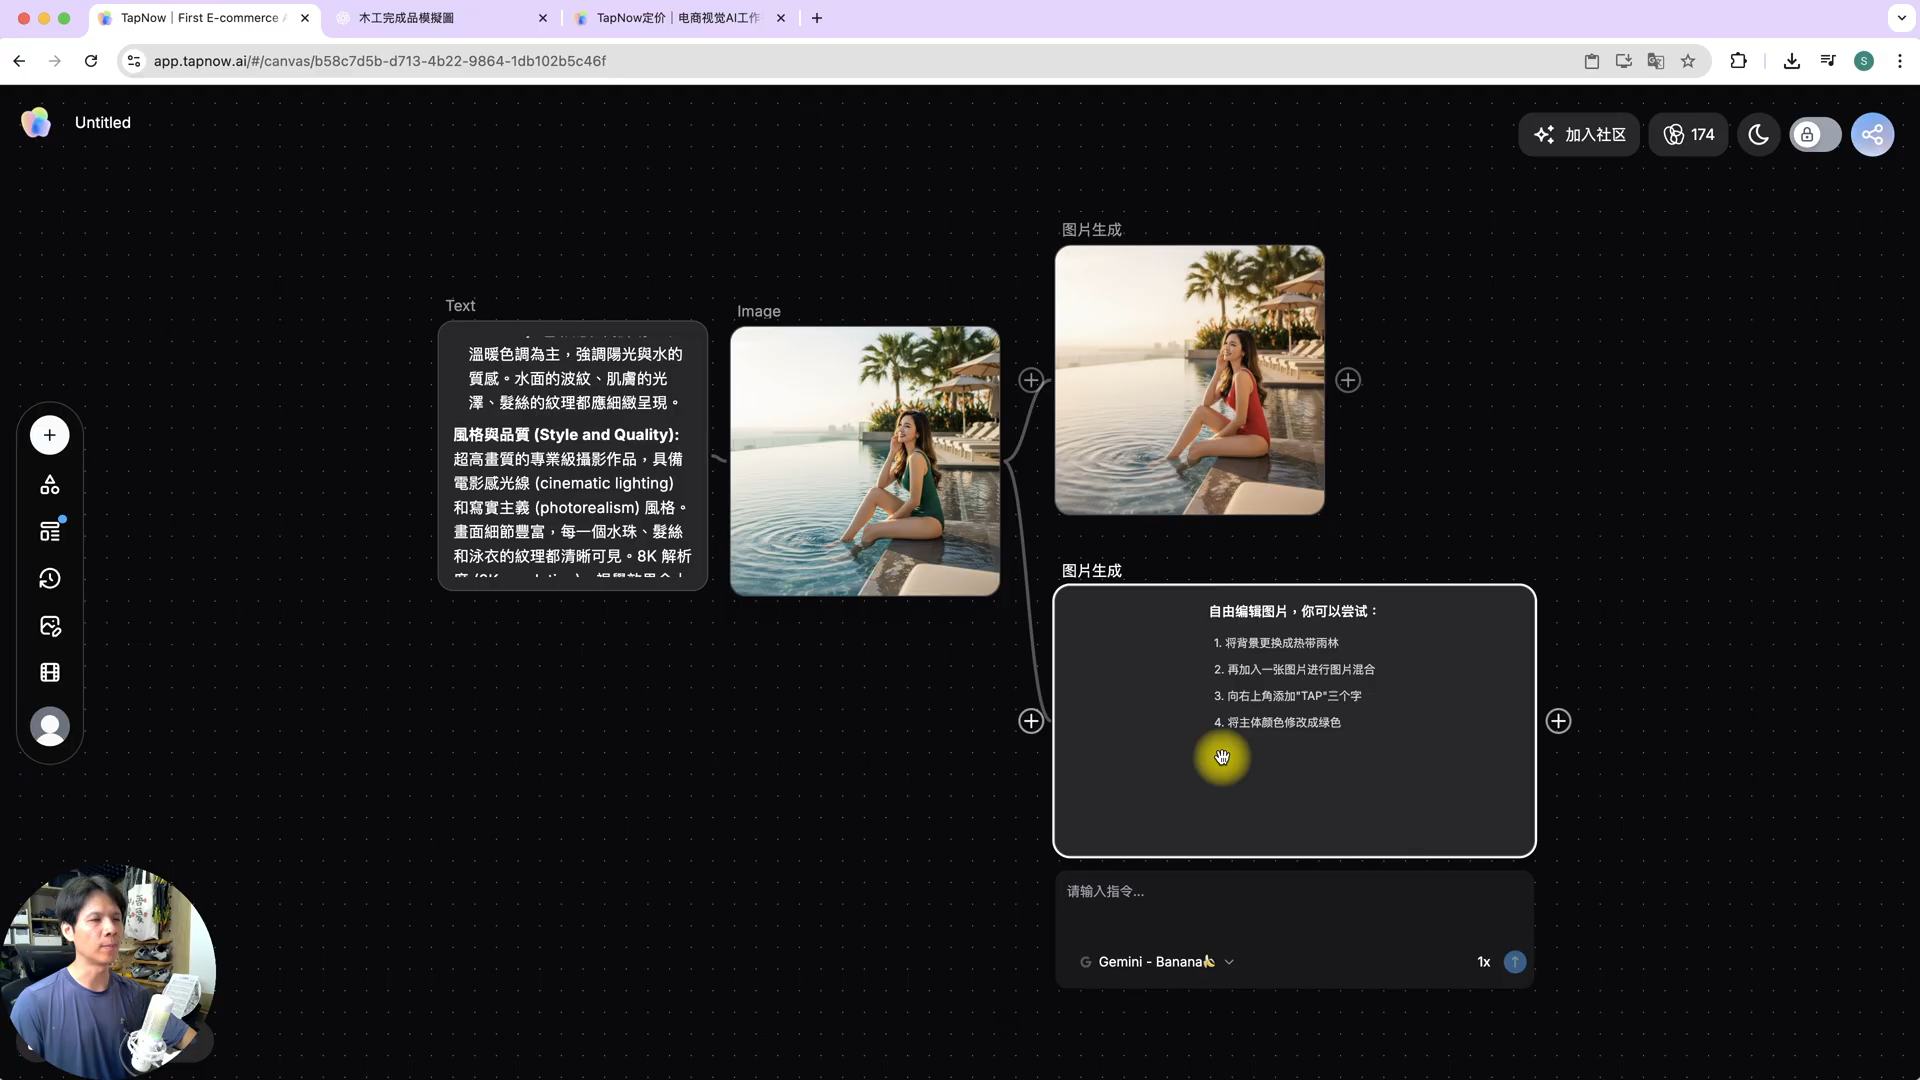 TapNow｜First E-commerce
木工完成品模擬圖
TapNow定价｜电商视觉AI工作
app.tapnow.ai/#/canvas/b58c7d5b-d713-4b22-9864-1db102b5c46f
S
Untitled
加入社区
174
图片生成
Text
Image
溫暖色調為主，強調陽光與水的
質感。水面的波紋、肌膚的光
澤、髮絲的紋理都應細緻呈現。
風格與品質 (Style and Quality):
超高畫質的專業級攝影作品，具備
電影感光線 (cinematic lighting)
和寫實主義 (photorealism) 風格。
畫面細節豐富，每一個水珠、髮絲
和泳衣的紋理都清晰可見。8K 解析
图片生成
自由编辑图片，你可以尝试：
1. 将背景更换成热带雨林
2. 再加入一张图片进行图片混合
3. 向右上角添加"TAP"三个字
4. 将主体颜色修改成绿色
请输入指令...
G Gemini - Banana🍌
1x